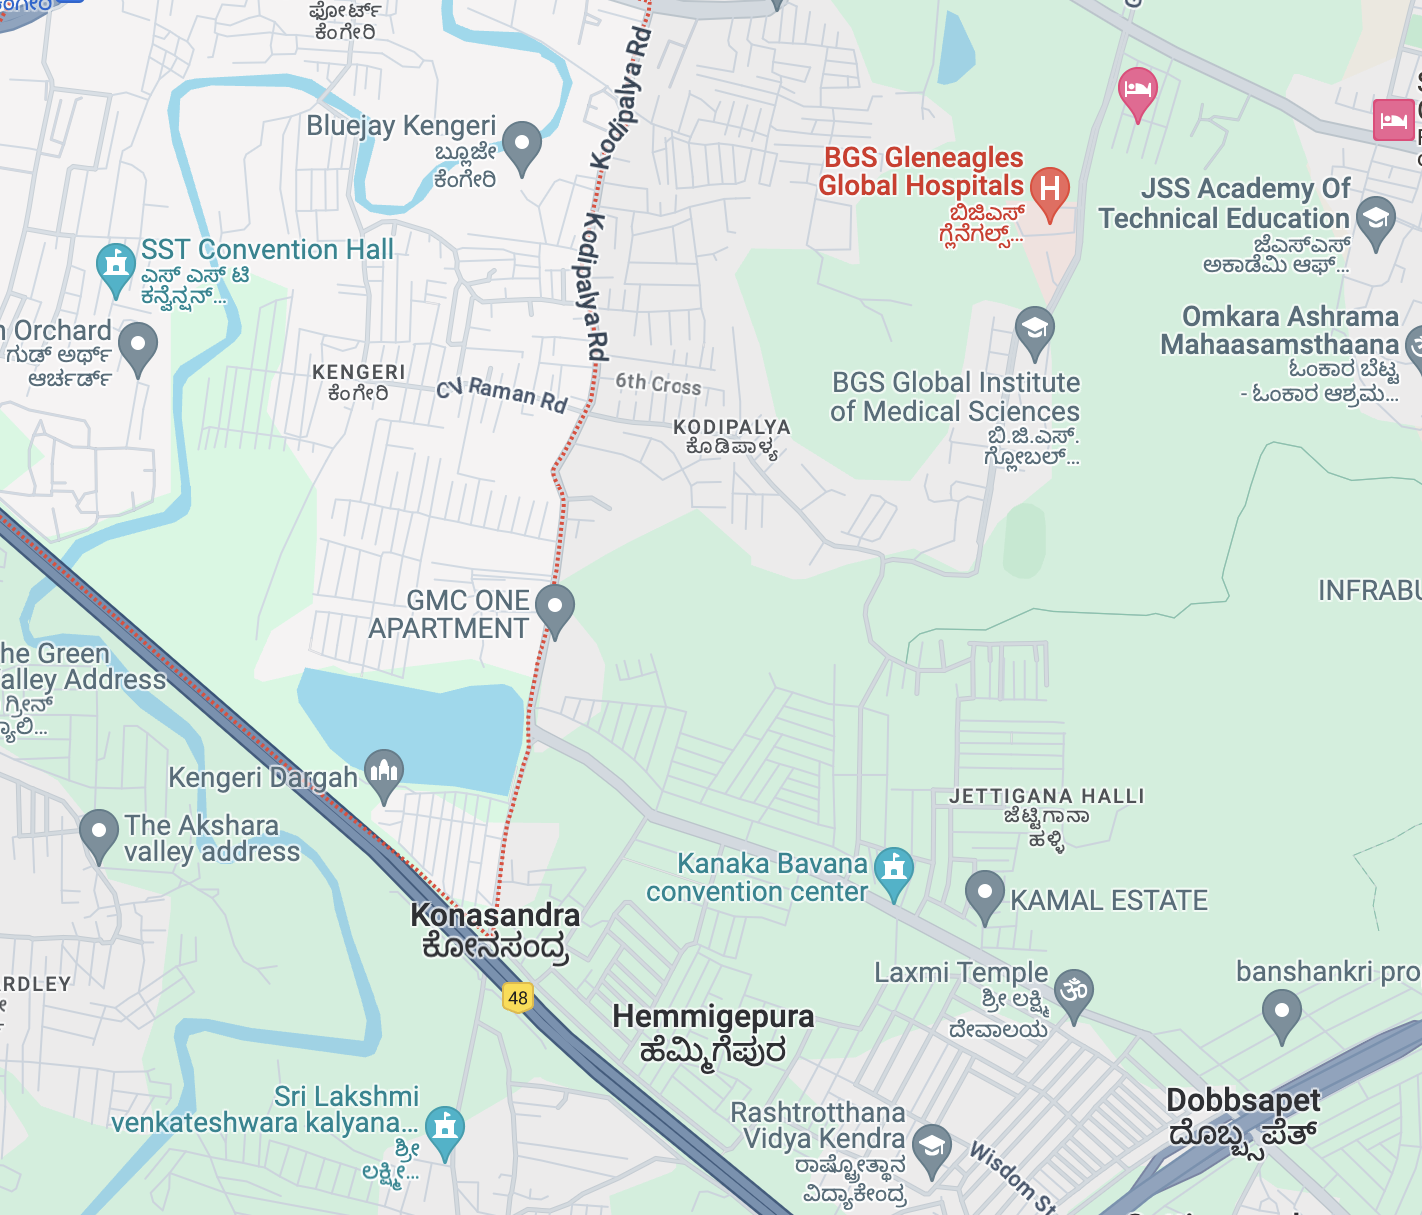 ಫೋರ್ಟ್
ಕೆಂಗೇರಿ
Kodipalya Rd
Bluejay Kengeri
ಬ್ಲೂಜೇ
ಕೆಂಗೇರಿ
BGS Gleneagles
Global Hospitals
ಬಿಜಿಎಸ್
ಗ್ಲೆನೆಗಲ್ಸ್...
JSS Academy Of
Technical Education
ಜೆಎಸ್ಎಸ್
ಅಕಾಡೆಮಿ ಆಫ್...
SST Convention Hall
ಎಸ್ ಎಸ್ ಟಿ
ಕನ್ವೆನ್ಷನ್...
Kodipalya Rd
Orchard
ಗುಡ್ ಅರ್ಥ್
ಆರ್ಚರ್ಡ್
Omkara Ashrama
Mahaasamsthaana
ಓಂಕಾರ ಬೆಟ್ಟ
- ಓಂಕಾರ ಆಶ್ರಮ...
KENGERI
ಕೆಂಗೇರಿ
CV Raman Rd
6th Cross
BGS Global Institute
of Medical Sciences
ಬಿ.ಜಿ.ಎಸ್.
ಗ್ಲೋಬಲ್...
KODIPALYA
ಕೊಡಿಪಾಳ್ಯ
INFRABU
GMC ONE
APARTMENT
he Green
alley Address
ಗ್ರೀನ್
Kengeri Dargah
The Akshara
valley address
JETTIGANA HALLI
ಜೆಟ್ಟಿಗಾನಾ
ಹಳ್ಳಿ
Kanaka Bavana
convention center
KAMAL ESTATE
Konasandra
ಕೋನಸಂದ್ರ
Laxmi Temple
ಶ್ರೀ ಲಕ್ಷ್ಮಿ
ದೇವಾಲಯ
banshankri pro
RDLEY
48
Hemmigepura
ಹೆಮ್ಮಿಗೆಪುರ
Sri Lakshmi
venkateshwara kalyana...
ಶ್ರೀ
ಲಕ್ಷ್ಮೀ...
Dobbsapet
ದೊಬ್ಬ್ಸಪೆತ್
Rashtrotthana
Vidya Kendra
ರಾಷ್ಟ್ರೋತ್ಥಾನ
ವಿದ್ಯಾಕೇಂದ್ರ
Wisdom St